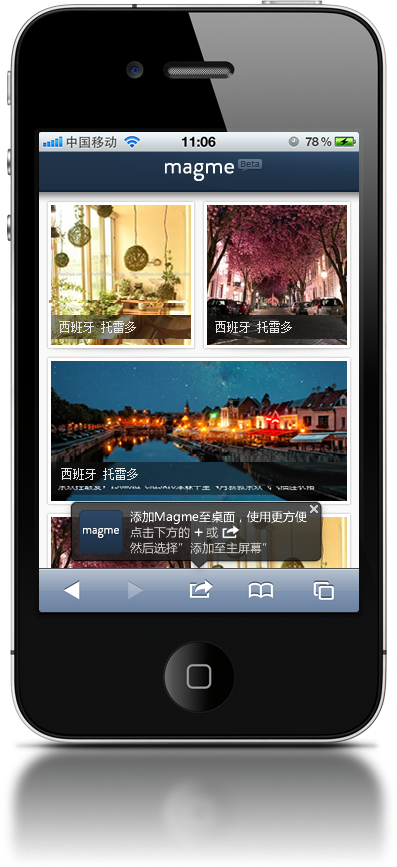 中国移动 11:06 78%
magme Beta
西班牙 托雷多
西班牙 托雷多
西班牙 托雷多
magme
添加Magme至桌面，使用更方便
点击下方的 + 或
然后选择”添加至主屏幕”